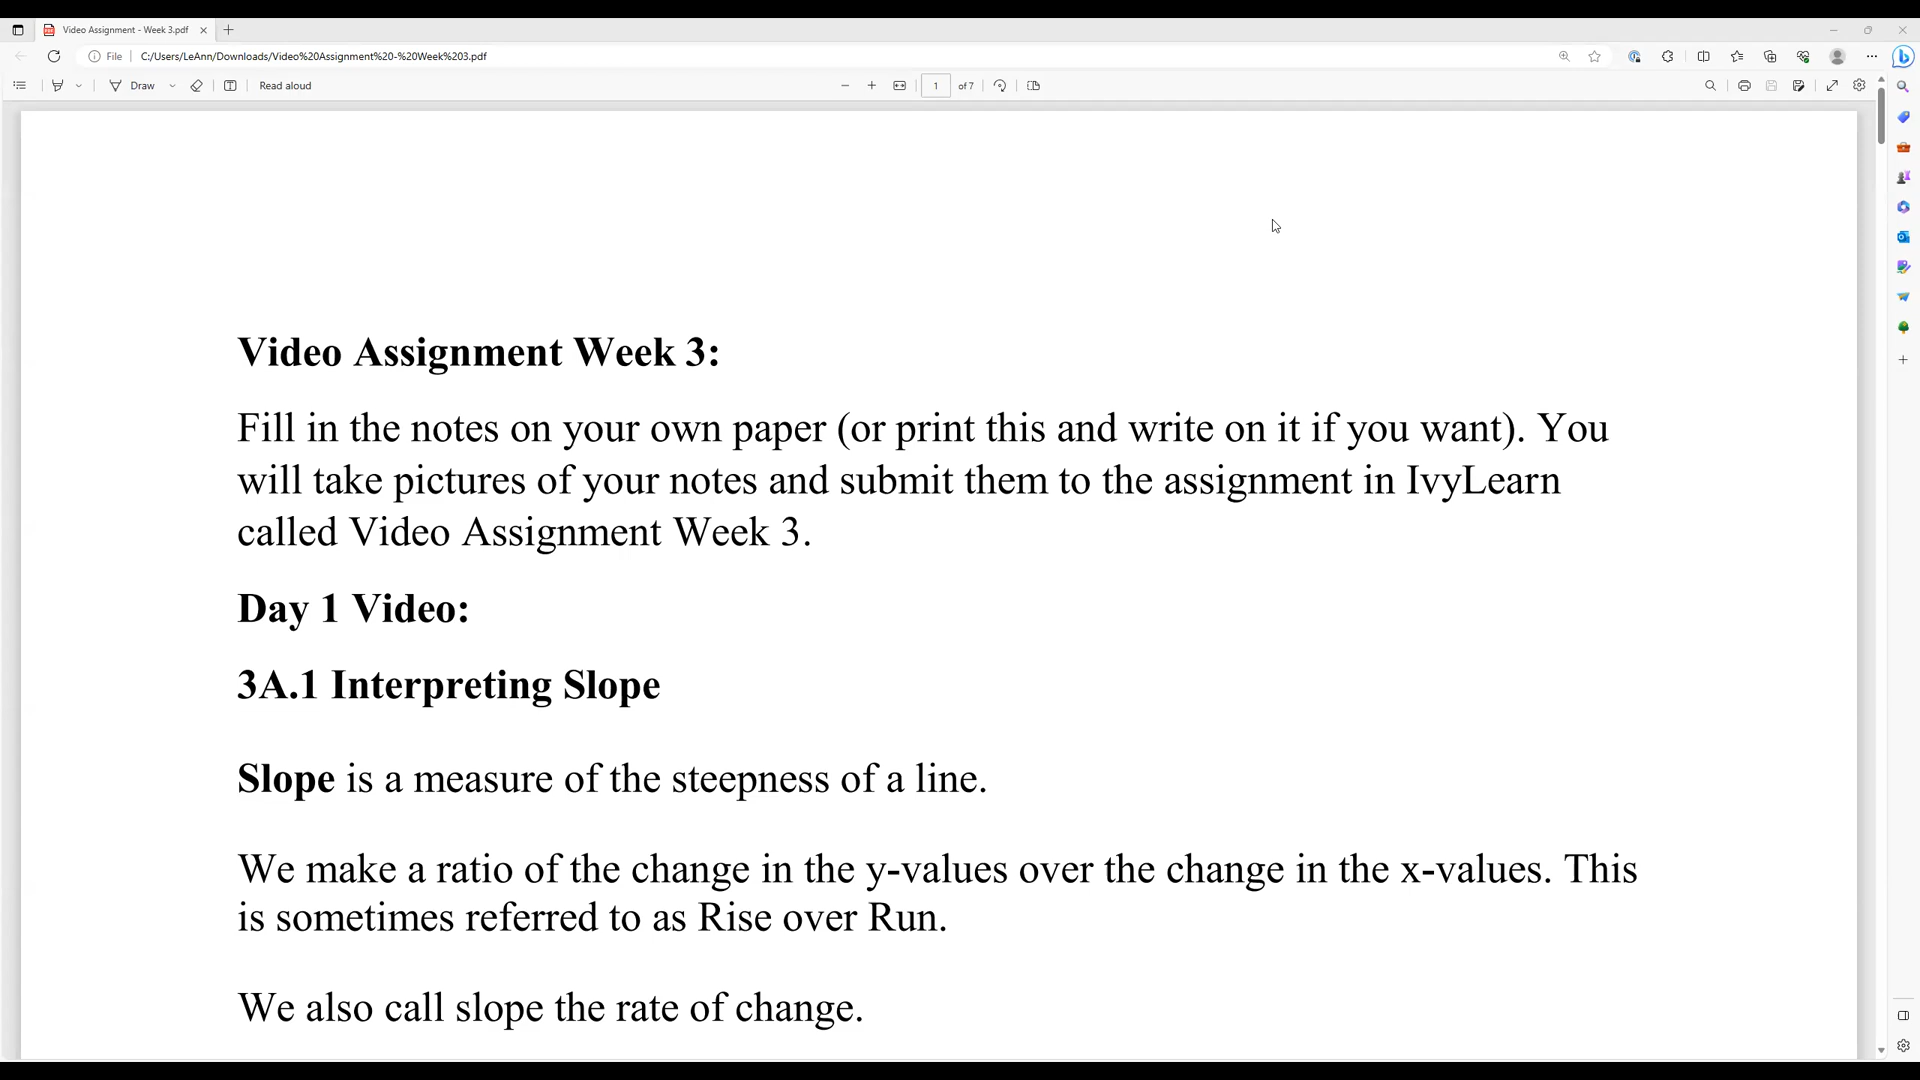 Video Assignment - Week 3.pdf
File
C:/Users/LeAnn/Downloads/Video%20Assignment%20-%20Week%203.pdf
Draw
Read aloud
1
of 7
Video Assignment Week 3:
Fill in the notes on your own paper (or print this and write on it if you want). You
will take pictures of your notes and submit them to the assignment in IvyLearn
called Video Assignment Week 3.
Day 1 Video:
3A.1 Interpreting Slope
Slope is a measure of the steepness of a line.
We make a ratio of the change in the y-values over the change in the x-values. This
is sometimes referred to as Rise over Run.
We also call slope the rate of change.